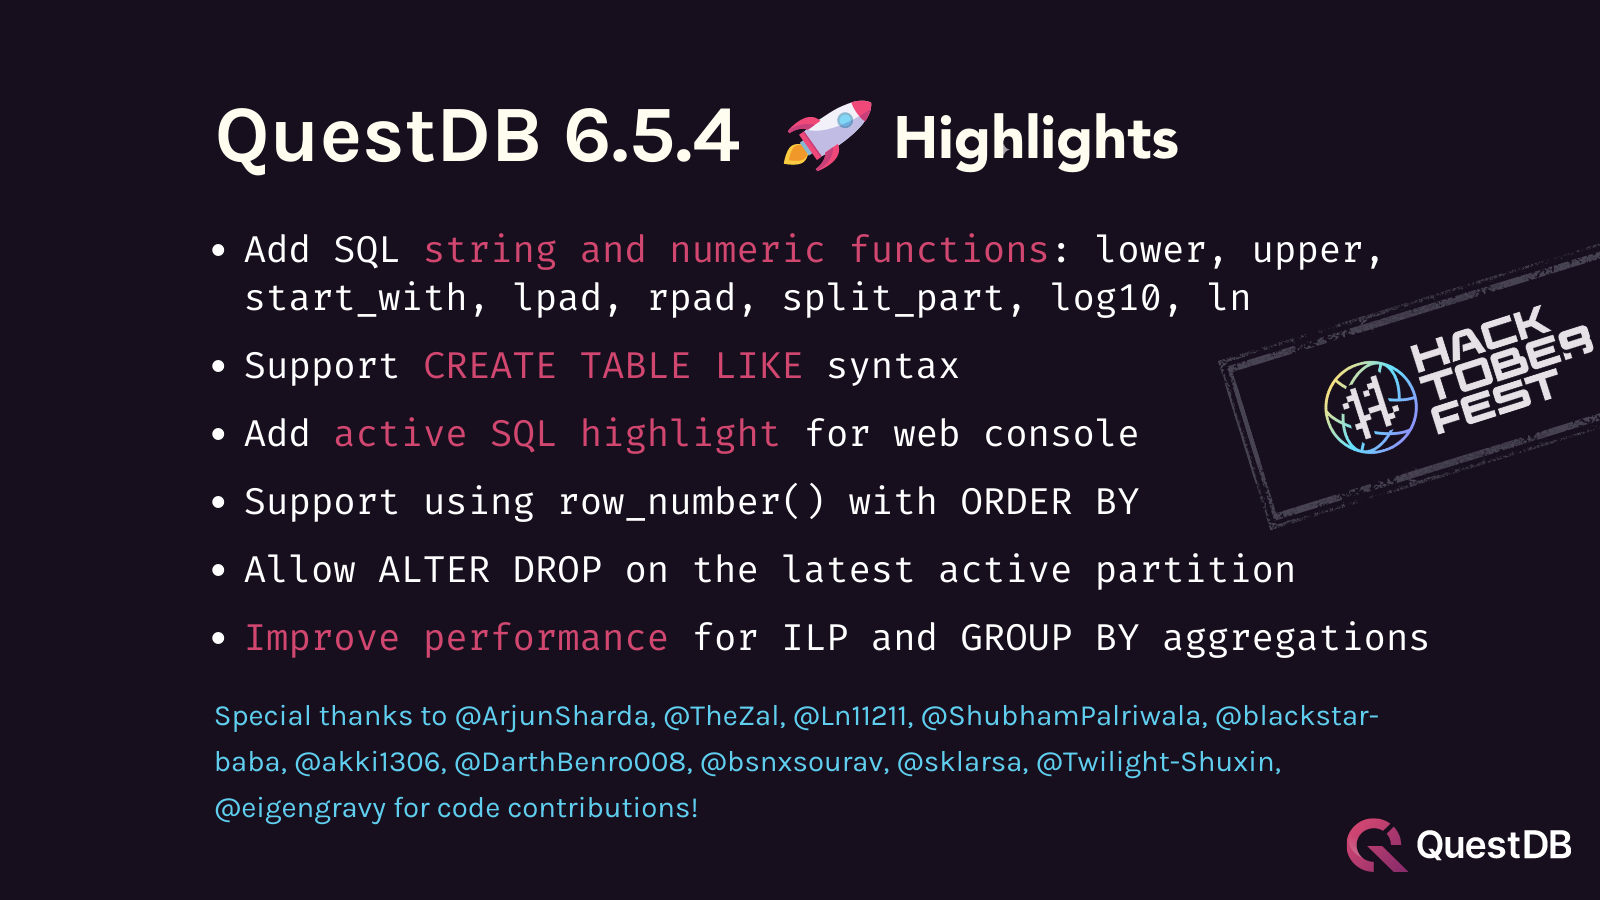 QuestDB 6.5.4 Highlights
• Add SQL string and numeric functions: lower, upper,
start_with, lpad, rpad, split_part, log10, ln
• Support CREATE TABLE LIKE syntax
• Add active SQL highlight for web console
• Support using row_number() with ORDER BY
• Allow ALTER DROP on the latest active partition
• Improve performance for ILP and GROUP BY aggregations
HACK
TOBER
FEST
Special thanks to @ArjunSharda, @TheZal, @Ln11211, @ShubhamPalriwala, @blackstar-
baba, @akki1306, @DarthBenro008, @bsnxsourav, @sklarsa, @Twilight-Shuxin,
@eigengravy for code contributions!
QuestDB